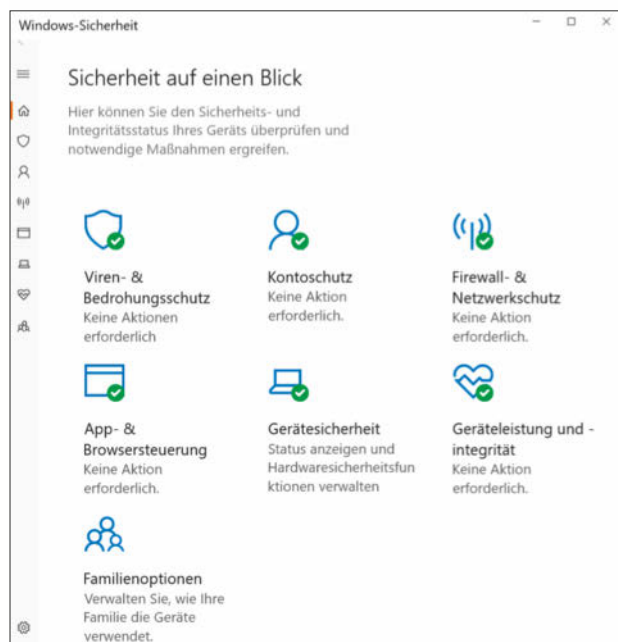 Windows-Sicherheit
Sicherheit auf einen Blick
Hier können Sie den Sicherheits- und
Integritätsstatus Ihres Geräts überprüfen und
notwendige Maßnahmen ergreifen.
Viren- &
Bedrohungsschutz
Keine Aktionen
erforderlich
Kontoschutz
Keine Aktion
erforderlich.
Firewall- &
Netzwerkschutz
Keine Aktion
erforderlich.
App- &
Browsersteuerung
Keine Aktion
erforderlich.
Gerätesicherheit
Status anzeigen und
Hardwaresicherheitsfun
ktionen verwalten
Geräteleistung und -
integrität
Keine Aktion
erforderlich.
Familienoptionen
Verwalten Sie, wie Ihre
Familie die Geräte
verwendet.